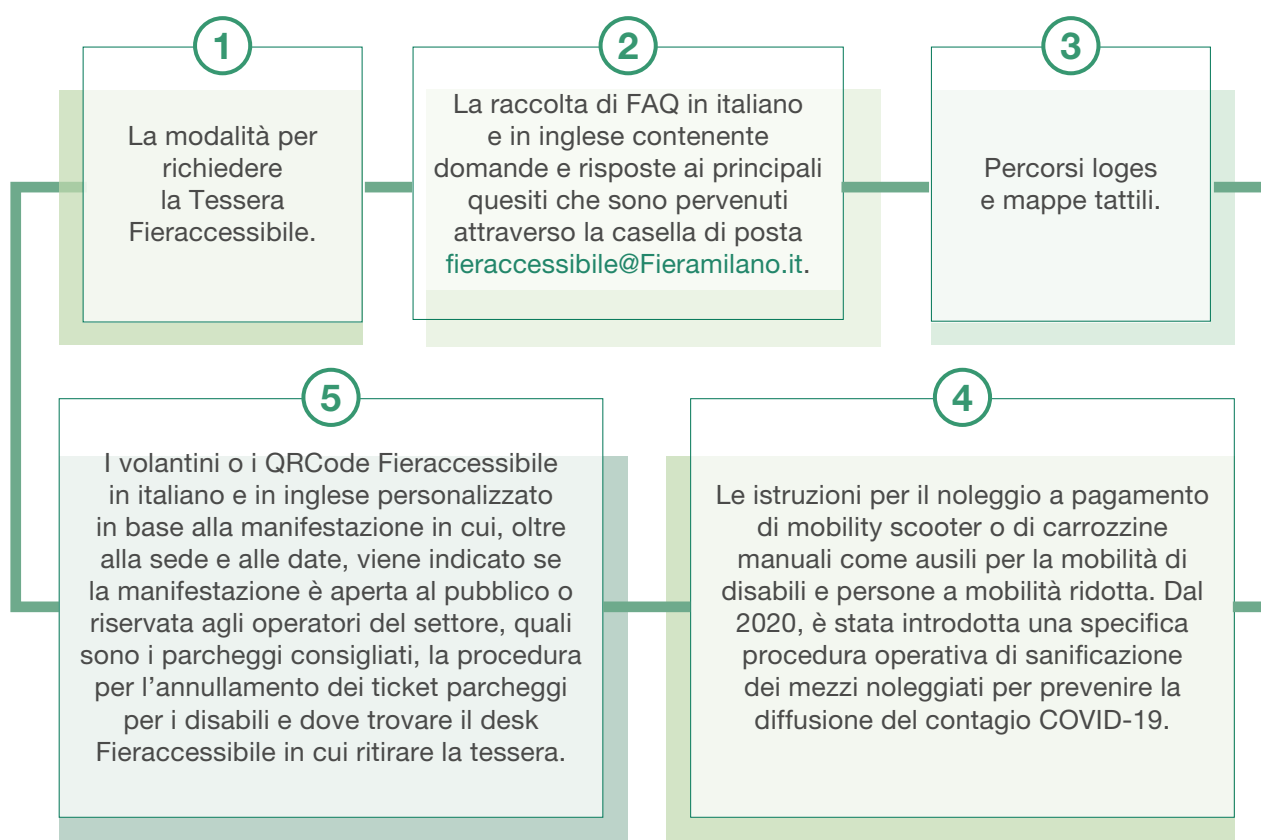 1
La modalità per
richiedere
la Tessera
Fieraccessibile.
2
La raccolta di FAQ in italiano
e in inglese contenente
domande e risposte ai principali
quesiti che sono pervenuti
attraverso la casella di posta
fieraccessibile@Fieramilano.it.
3
Percorsi loges
e mappe tattili.
4
Le istruzioni per il noleggio a pagamento
di mobility scooter o di carrozzine
manuali come ausili per la mobilità di
disabili e persone a mobilità ridotta. Dal
2020, è stata introdotta una specifica
procedura operativa di sanificazione
dei mezzi noleggiati per prevenire la
diffusione del contagio COVID-19.
5
I volantini o i QRCode Fieraccessibile
in italiano e in inglese personalizzato
in base alla manifestazione in cui, oltre
alla sede e alle date, viene indicato se
la manifestazione è aperta al pubblico o
riservata agli operatori del settore, quali
sono i parcheggi consigliati, la procedura
per l’annullamento dei ticket parcheggi
per i disabili e dove trovare il desk
Fieraccessibile in cui ritirare la tessera.